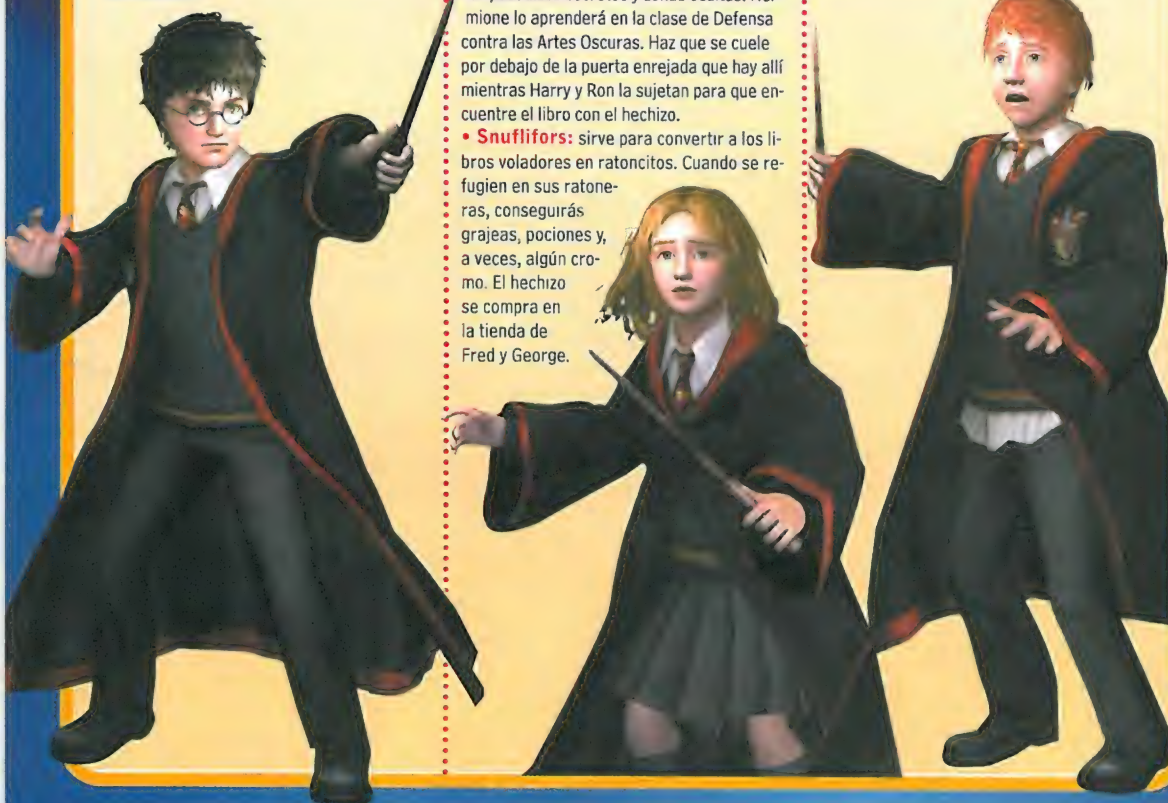 mione lo aprenderá en la clase de Defensa
contra las Artes Oscuras. Haz que se cuele
por debajo de la puerta enrejada que hay allí
mientras Harry y Ron la sujetan para que en-
cuentre el libro con el hechizo.
• Snuflifors: sirve para convertir a los li-
bros voladores en ratoncitos. Cuando se re-
fugien en sus ratone-
ras, conseguirás
grajeas, pociones y,
a veces, algún cro-
mo. El hechizo
se compra en
la tienda de
Fred y George.